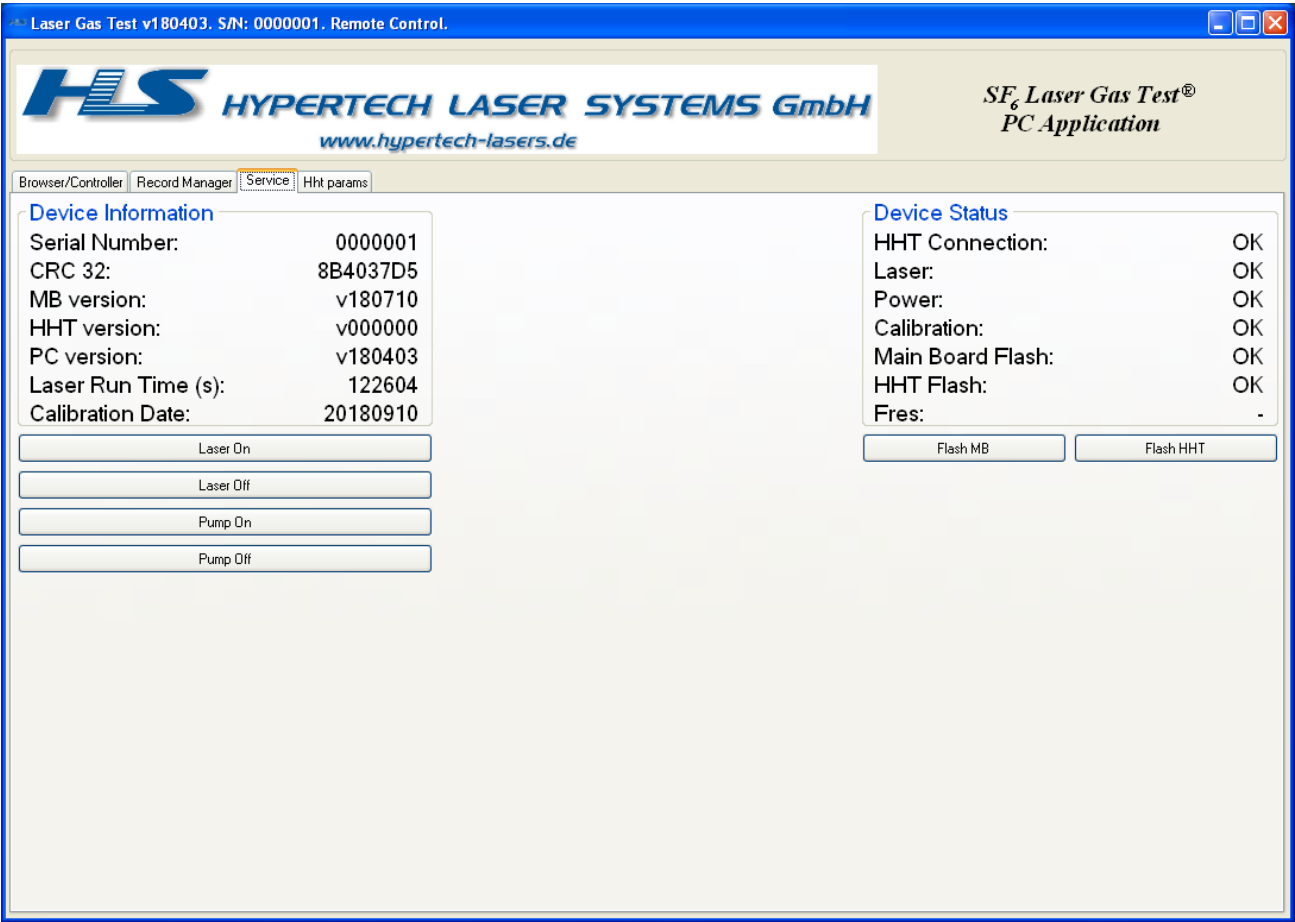 Laser Gas Test v180403. S/N: 0000001. Remote Control.
HLS HYPERTECH LASER SYSTEMS GmbH
www.hypertech-lasers.de
SF6 Laser Gas Test®
PC Application
Browser/Controller Record Manager Service Hht params
Device Information
Serial Number: 0000001
CRC 32: 8B4037D5
MB version: v180710
HHT version: v000000
PC version: v180403
Laser Run Time (s): 122604
Calibration Date: 20180910
Laser On
Laser Off
Pump On
Pump Off
Device Status
HHT Connection: OK
Laser: OK
Power: OK
Calibration: OK
Main Board Flash: OK
HHT Flash: OK
Fres: -
Flash MB Flash HHT